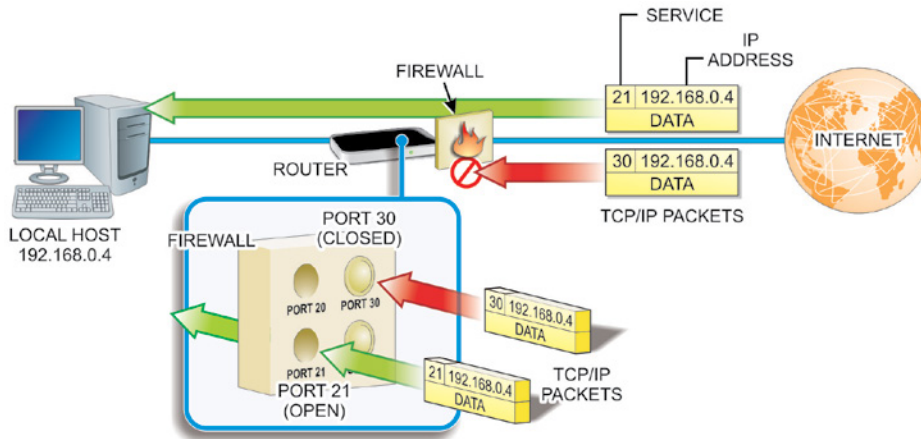 SERVICE
IP
ADDRESS
FIREWALL
21 192.168.0.4
DATA
INTERNET
ROUTER
30 192.168.0.4
DATA
TCP/IP PACKETS
LOCAL HOST
192.168.0.4
FIREWALL
PORT 30
(CLOSED)
PORT 20
PORT 30
30 192.168.0.4
DATA
PORT 21
21 192.168.0.4
DATA
TCP/IP
PACKETS
PORT 21
(OPEN)